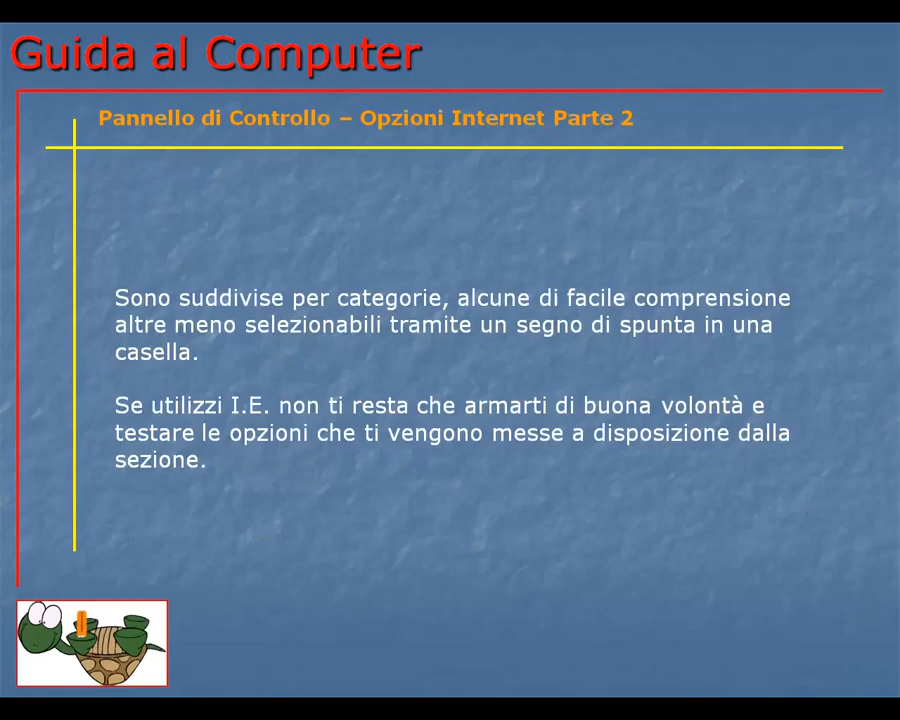 Guida al Computer
Pannello di Controllo – Opzioni Internet Parte 2
Sono suddivise per categorie, alcune di facile comprensione
altre meno selezionabili tramite un segno di spunta in una
casella.
Se utilizzi I.E. non ti resta che armarti di buona volontà e
testare le opzioni che ti vengono messe a disposizione dalla
sezione.